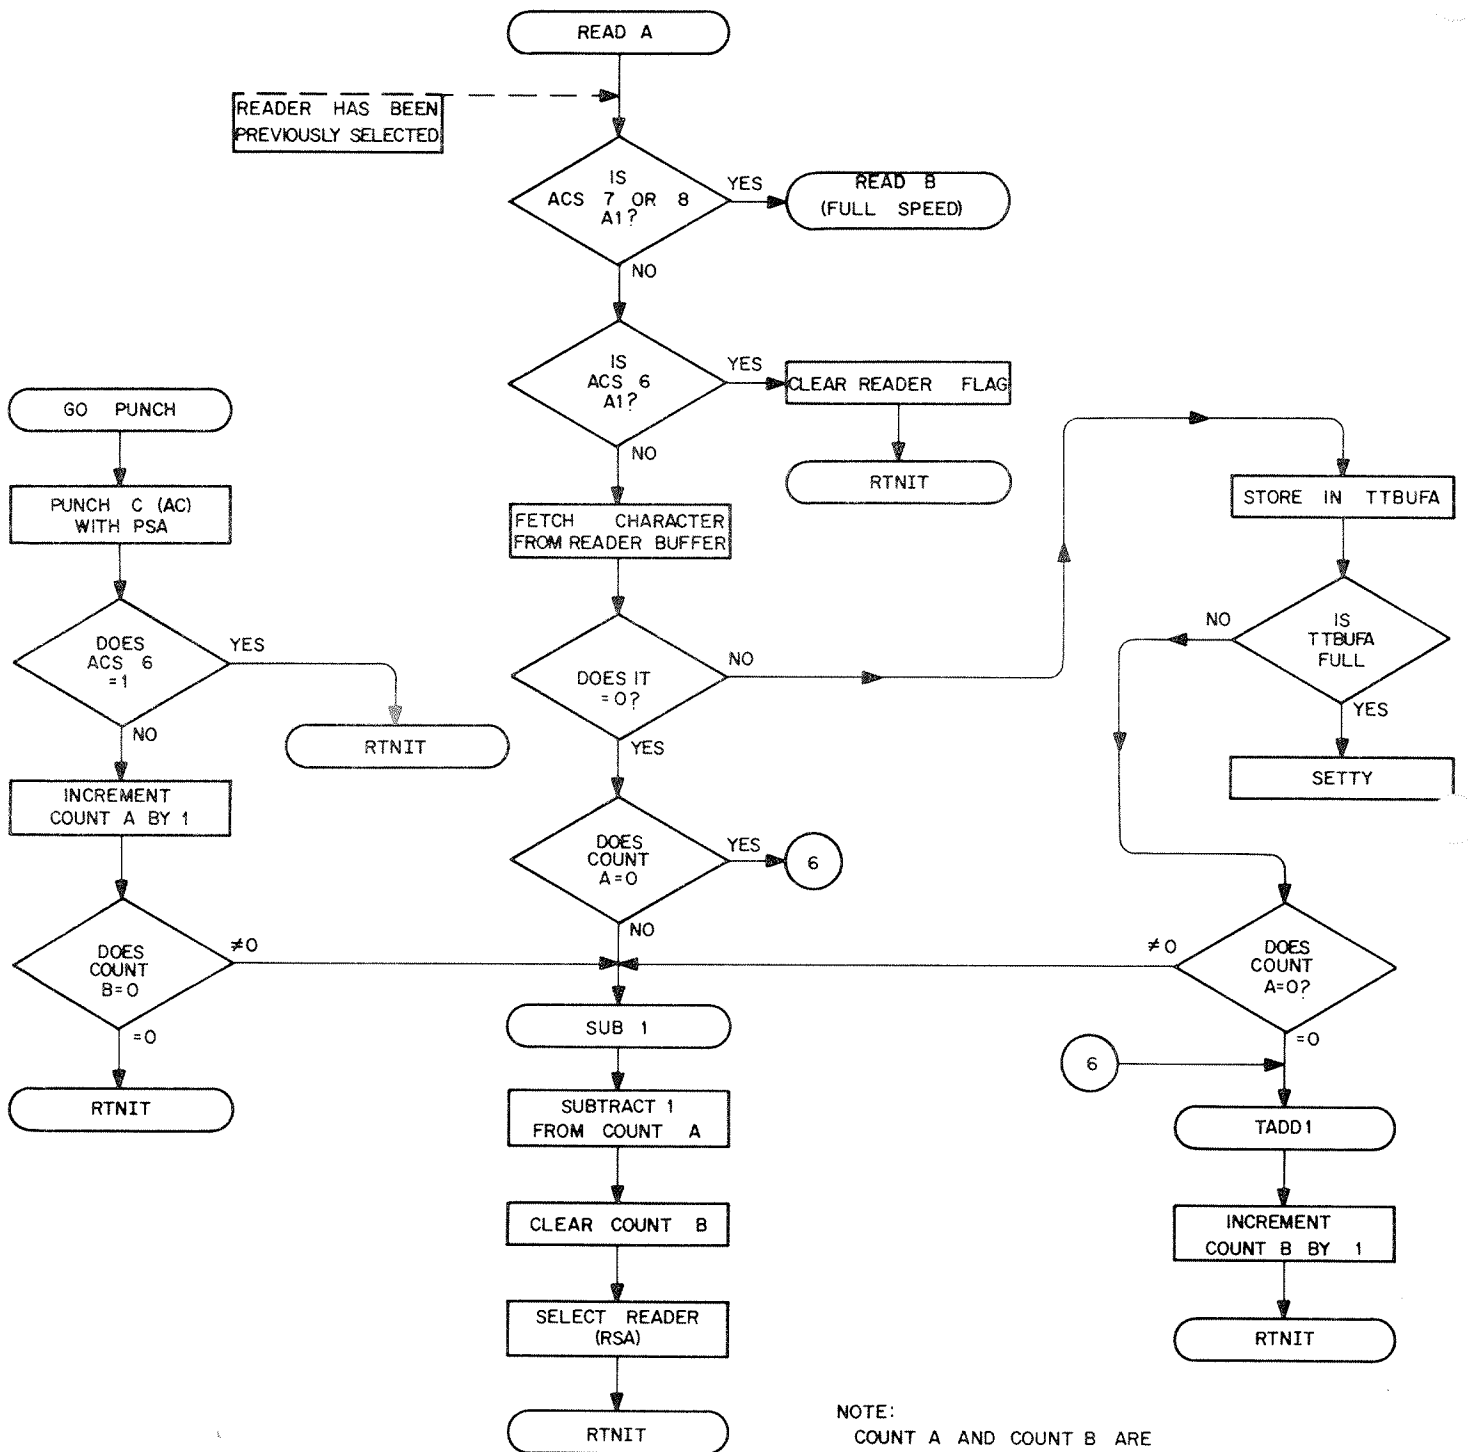 READ A
READER HAS BEEN
PREVIOUSLY SELECTED
IS
ACS 7 OR 8
A1?
YES
READ B
(FULL SPEED)
NO
IS
ACS 6
A1?
YES
CLEAR READER FLAG
NO
RTNIT
FETCH CHARACTER
FROM READER BUFFER
DOES IT
=0?
NO
YES
DOES
COUNT
A=0
YES
6
NO
GO PUNCH
PUNCH C (AC)
WITH PSA
DOES
ACS 6
=1
YES
RTNIT
NO
INCREMENT
COUNT A BY 1
DOES
COUNT
B=0
≠0
=0
RTNIT
SUB 1
SUBTRACT 1
FROM COUNT A
CLEAR COUNT B
SELECT READER
(RSA)
RTNIT
STORE IN TTBUFA
IS
TTBUFA
FULL
NO
YES
SETTY
DOES
COUNT
A=0?
≠0
=0
6
TADD1
INCREMENT
COUNT B BY 1
RTNIT
NOTE:
COUNT A AND COUNT B ARE